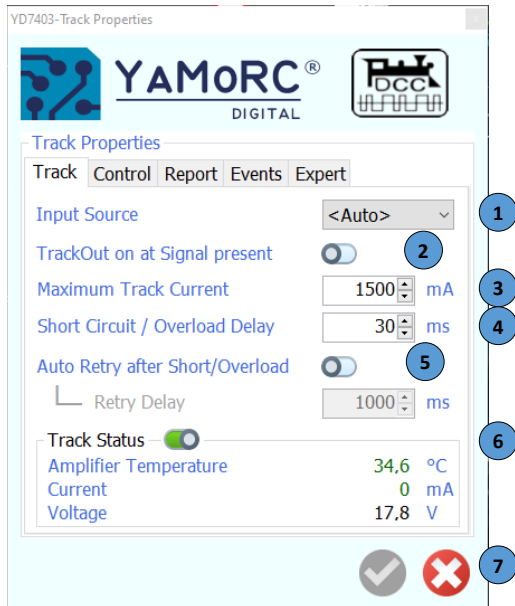 YD7403-Track Properties
YAMORC®
DIGITAL
DCC
Track Properties
Track Control Report Events Expert
Input Source <Auto> 1
TrackOut on at Signal present 2
Maximum Track Current 1500 mA 3
Short Circuit / Overload Delay 30 ms 4
Auto Retry after Short/Overload 5
Retry Delay 1000 ms
Track Status 6
Amplifier Temperature 34,6 °C
Current 0 mA
Voltage 17,8 V
7